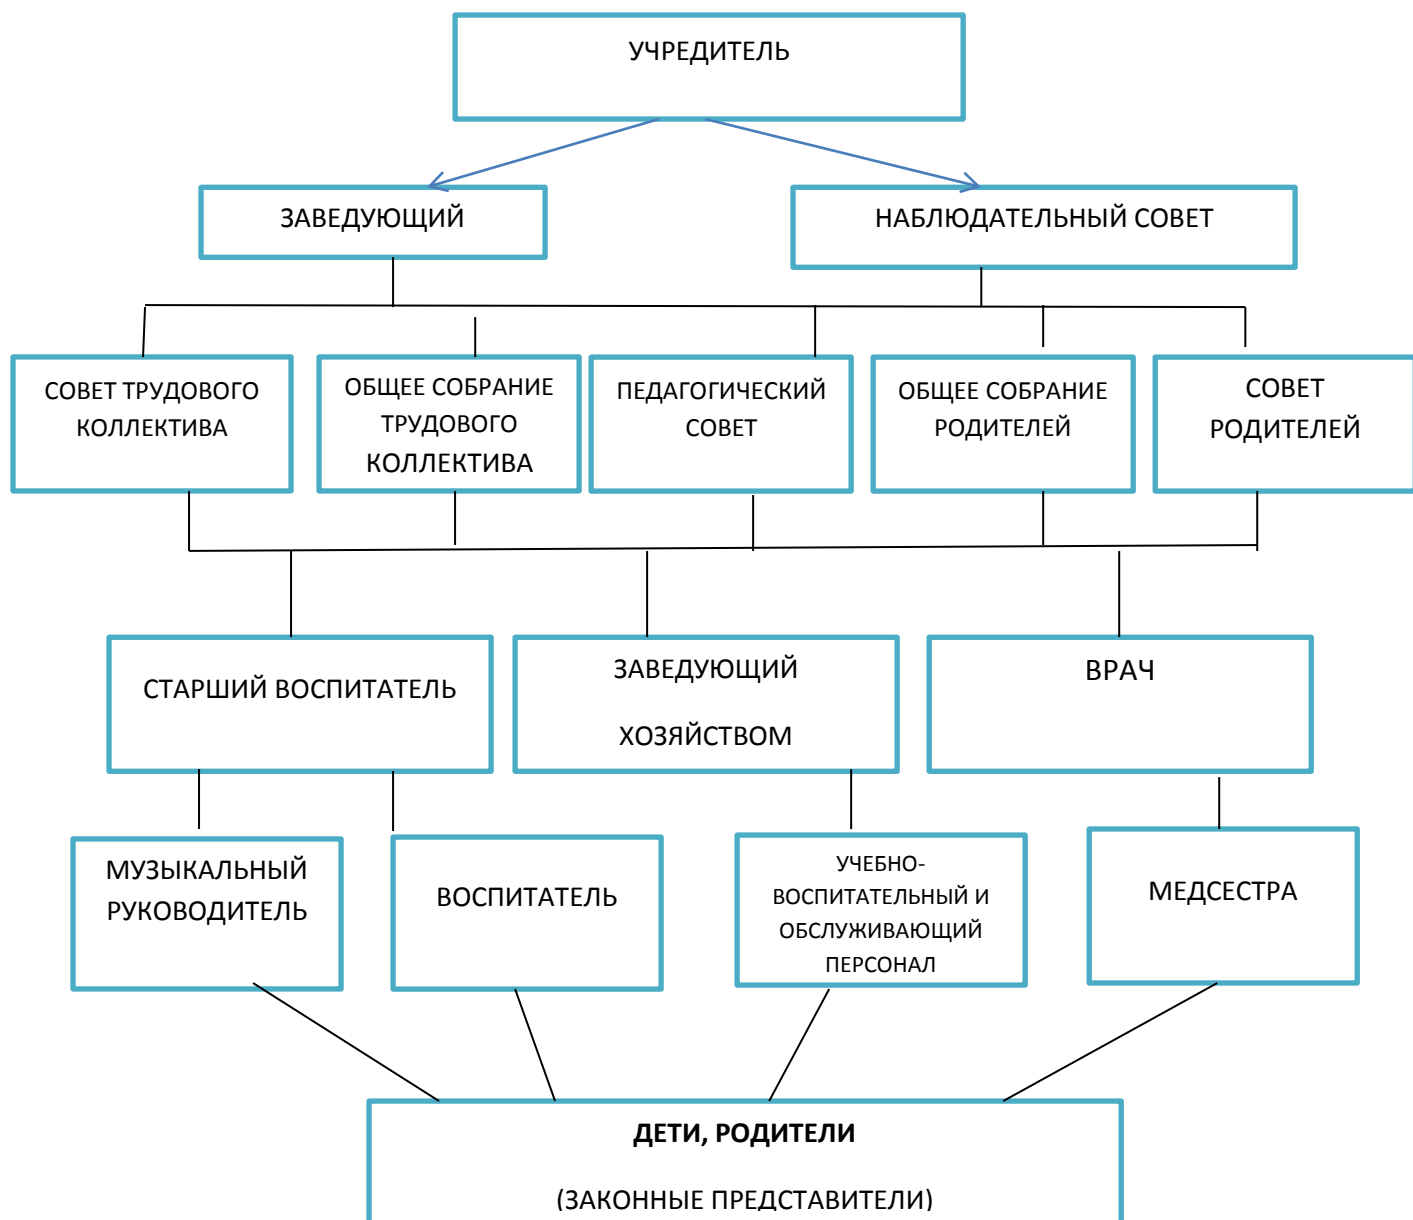 УЧРЕДИТЕЛЬ
ЗАВЕДУЮЩИЙ
НАБЛЮДАТЕЛЬНЫЙ СОВЕТ
СОВЕТ ТРУДОВОГО
КОЛЛЕКТИВА
ОБЩЕЕ СОБРАНИЕ
ТРУДОВОГО
КОЛЛЕКТИВА
ПЕДАГОГИЧЕСКИЙ
СОВЕТ
ОБЩЕЕ СОБРАНИЕ
РОДИТЕЛЕЙ
СОВЕТ
РОДИТЕЛЕЙ
СТАРШИЙ ВОСПИТАТЕЛЬ
ЗАВЕДУЮЩИЙ
ХОЗЯЙСТВОМ
ВРАЧ
МУЗЫКАЛЬНЫЙ
РУКОВОДИТЕЛЬ
ВОСПИТАТЕЛЬ
УЧЕБНО-
ВОСПИТАТЕЛЬНЫЙ И
ОБСЛУЖИВАЮЩИЙ
ПЕРСОНАЛ
МЕДСЕСТРА
ДЕТИ, РОДИТЕЛИ
(ЗАКОННЫЕ ПРЕДСТАВИТЕЛИ)